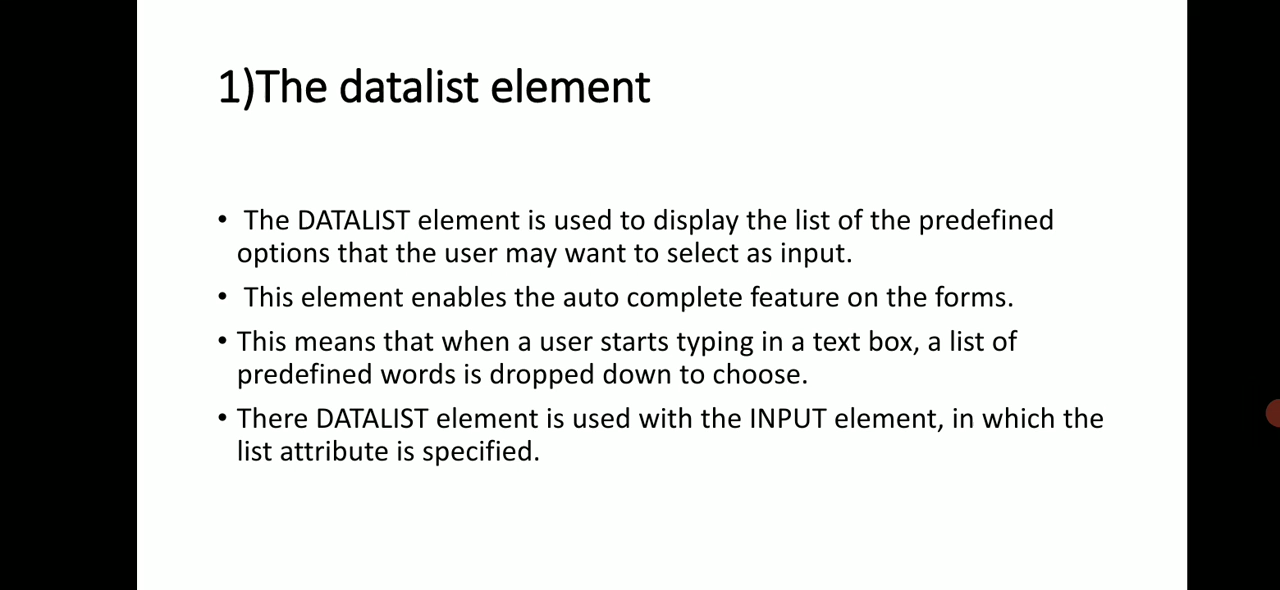 1)The datalist element
• The DATALIST element is used to display the list of the predefined
options that the user may want to select as input.
• This element enables the auto complete feature on the forms.
• This means that when a user starts typing in a text box, a list of
predefined words is dropped down to choose.
• There DATALIST element is used with the INPUT element, in which the
list attribute is specified.